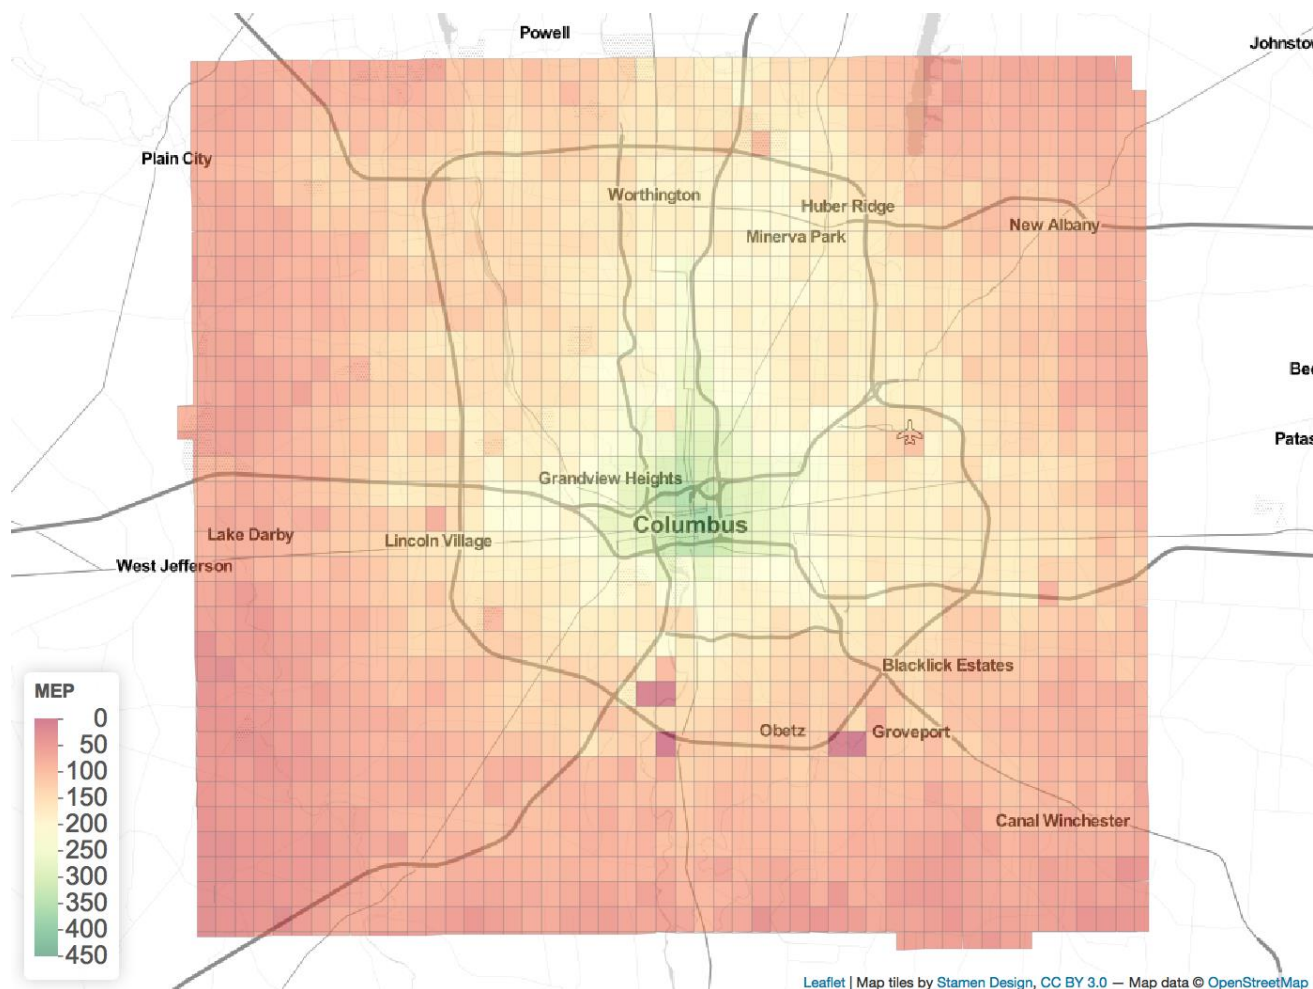 Powell
Johnsto
Plain City
Worthington
Huber Ridge
New Albany
Minerva Park
Bee
Patas
Grandview Heights
Columbus
Lake Darby
Lincoln Village
West Jefferson
Blacklick Estates
MEP
0
50
100
150
200
250
300
350
400
450
Obetz
Groveport
Canal Winchester
Leaflet | Map tiles by Stamen Design, CC BY 3.0 — Map data © OpenStreetMap